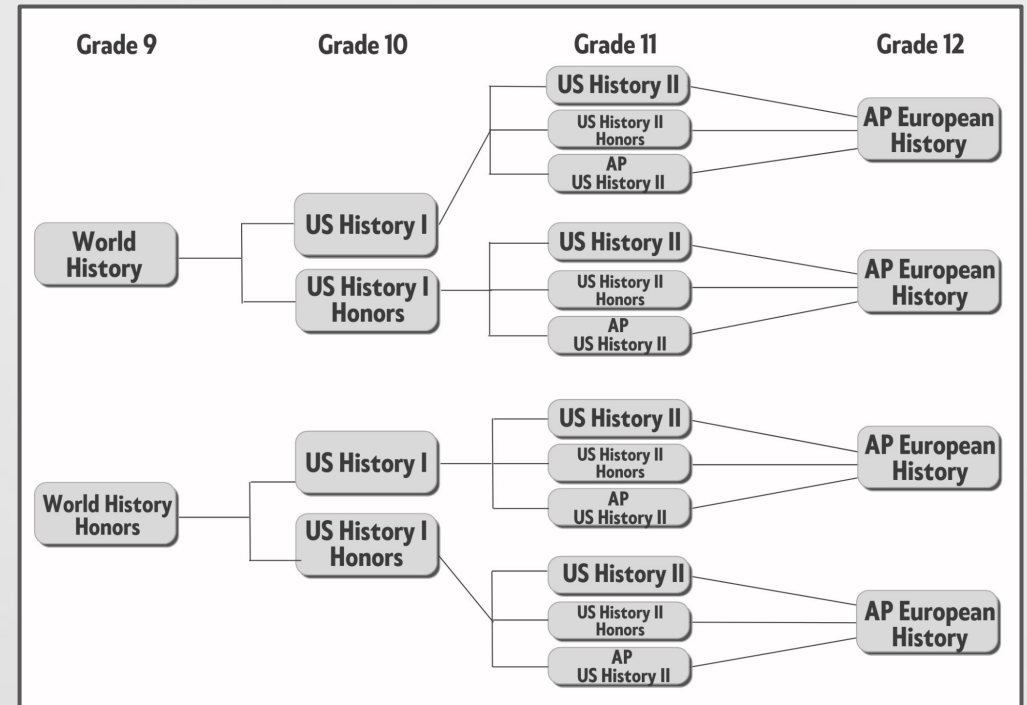 Grade 9
Grade 10
Grade 11
Grade 12
World
History
US History I
US History I
Honors
US History II
US History II
Honors
AP
US History II
US History II
US History II
Honors
AP
US History II
AP European
History
AP European
History
World History
Honors
US History I
US History I
Honors
US History II
US History II
Honors
AP
US History II
US History II
US History II
Honors
AP
US History II
AP European
History
AP European
History